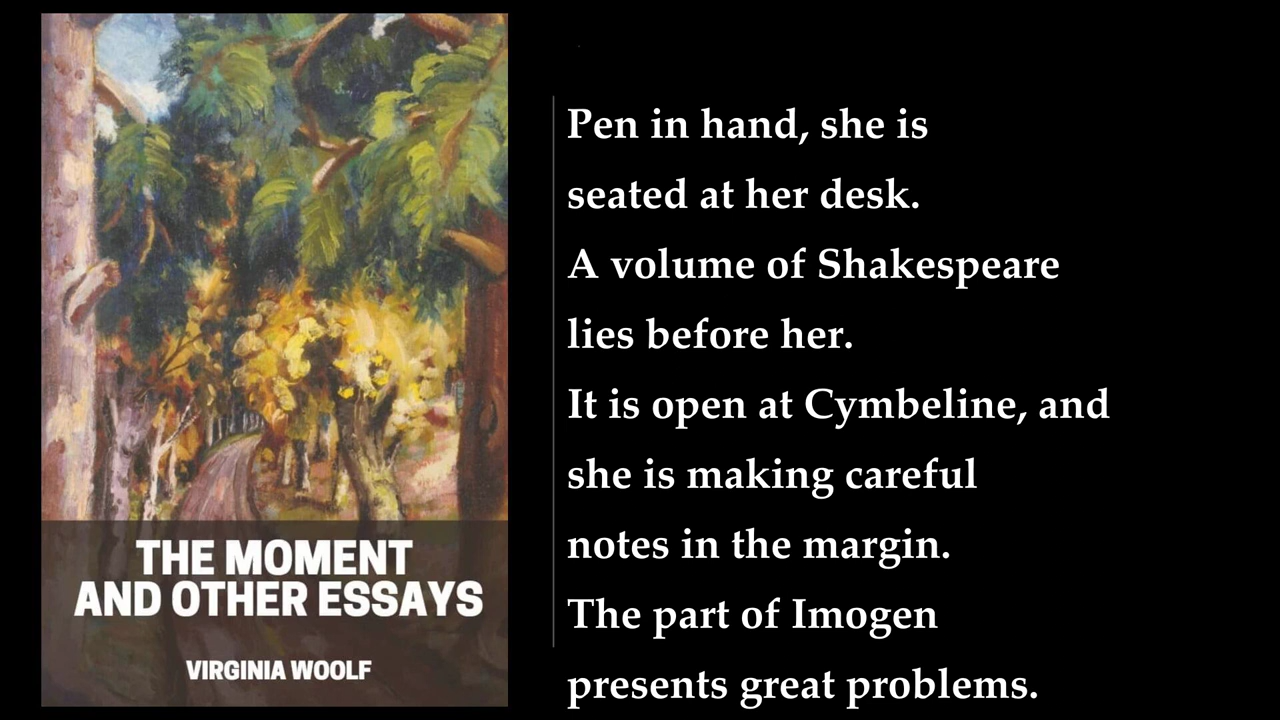 THE MOMENT
AND OTHER ESSAYS
VIRGINIA WOOLF
Pen in hand, she is
seated at her desk.
A volume of Shakespeare
lies before her.
It is open at Cymbeline, and
she is making careful
notes in the margin.
The part of Imogen
presents great problems.